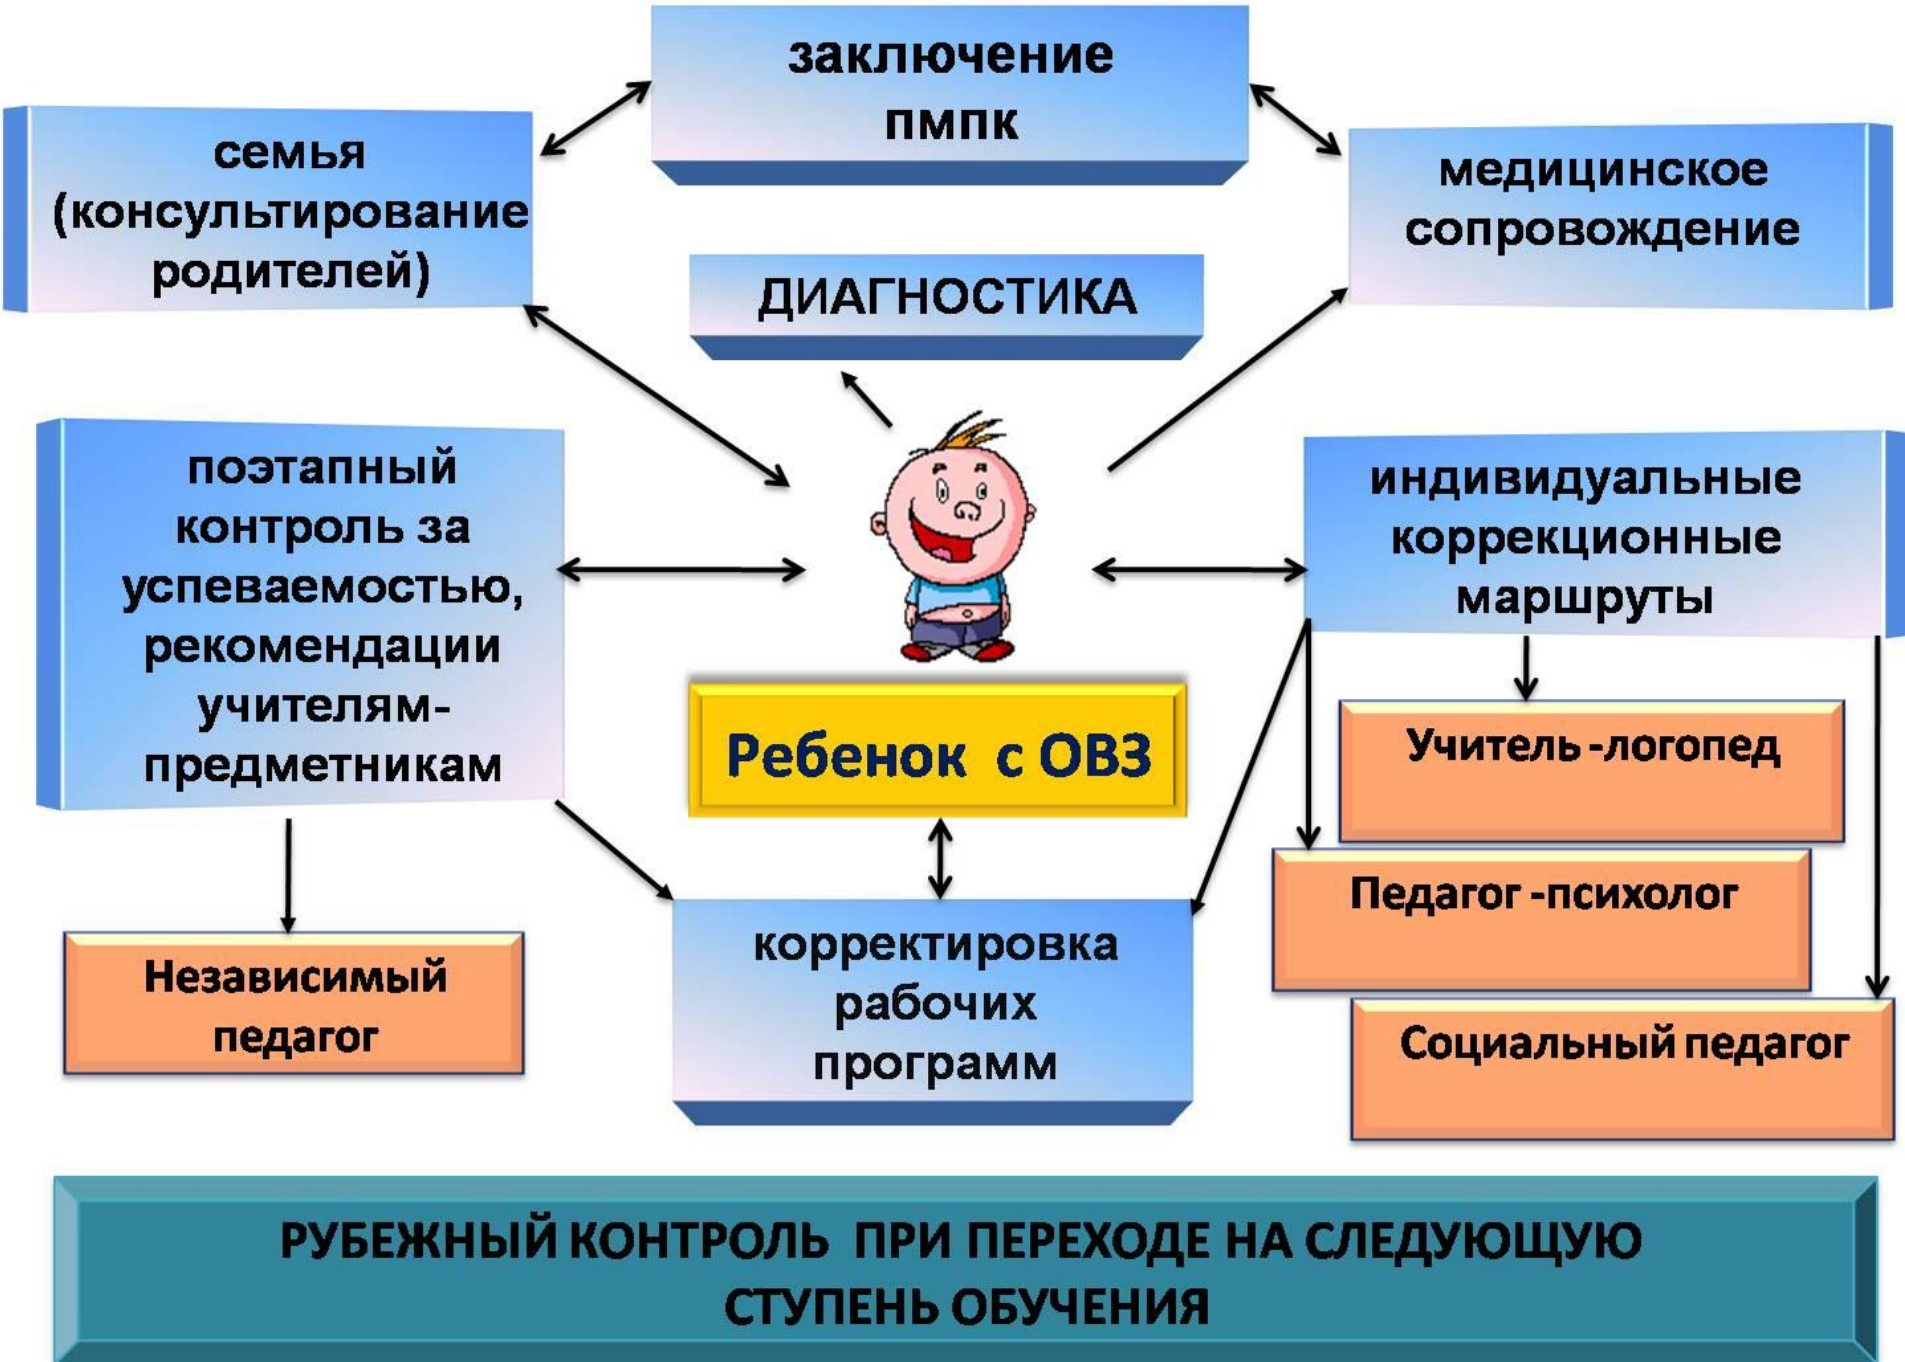 заключение
пмпк
семья
(консультирование
родителей)
медицинское
сопровождение
ДИАГНОСТИКА
поэтапный
контроль за
успеваемостью,
рекомендации
учителям-
предметникам
индивидуальные
коррекционные
маршруты
Ребенок с ОВЗ
Учитель -логопед
Педагог -психолог
Социальный педагог
Независимый
педагог
корректировка
рабочих
программ
РУБЕЖНЫЙ КОНТРОЛЬ ПРИ ПЕРЕХОДЕ НА СЛЕДУЮЩУЮ
СТУПЕНЬ ОБУЧЕНИЯ